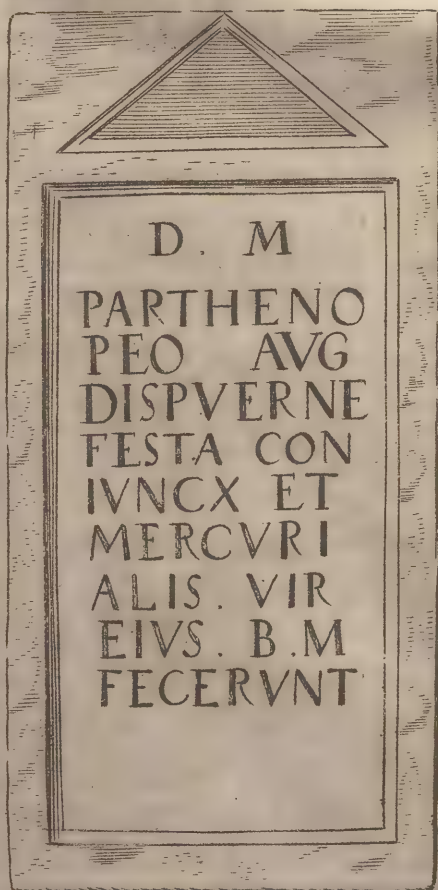 D . M
PARTHENO
PEO AVG
DISPVERNE
FESTA CON
IVNCX ET
MERCVRI
ALIS . VIR
EIVS . B . M
FECERVNT